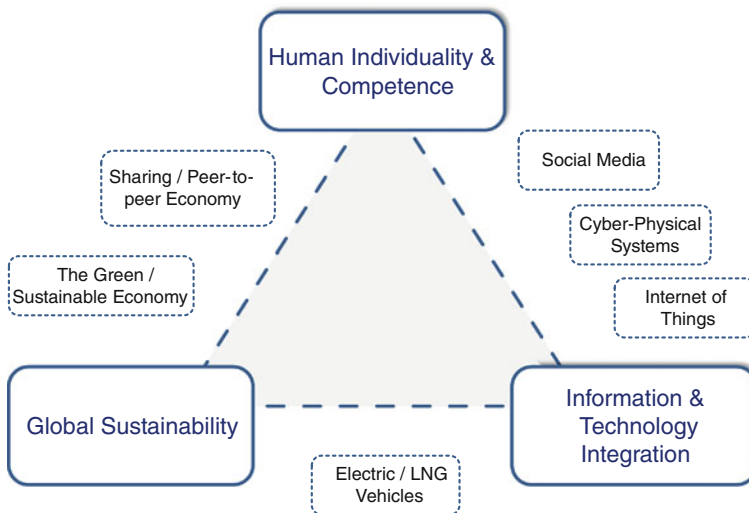 Human Individuality &
Competence
Social Media
Sharing / Peer-to-
peer Economy
Cyber-Physical
Systems
The Green /
Sustainable Economy
Internet of
Things
Global Sustainability
Information &
Technology
Integration
Electric / LNG
Vehicles